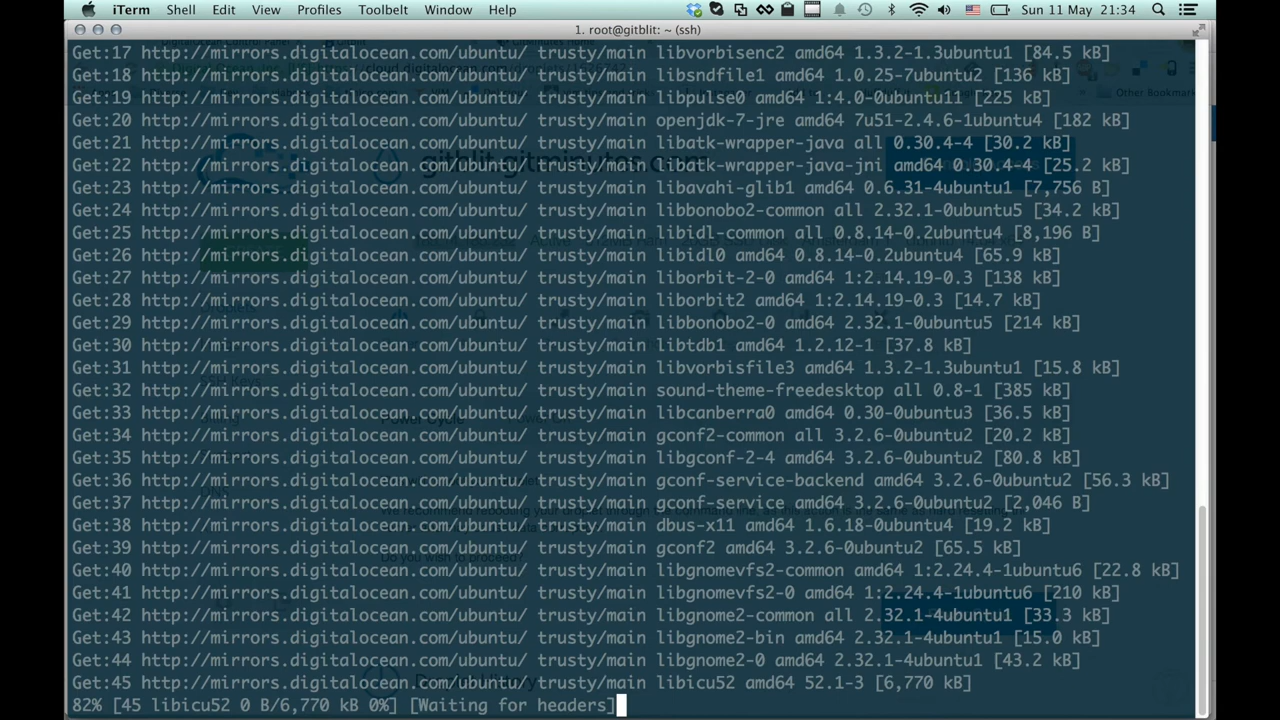 iTerm Shell Edit View Profiles Toolbelt Window Help Sun 11 May 21:34
1. root@gitblit: ~ (ssh)
Get:17 http://mirrors.digitalocean.com/ubuntu/ trusty/main libvorbisenc2 amd64 1.3.2-1.3ubuntu1 [84.5 kB]
Get:18 http://mirrors.digitalocean.com/ubuntu/ trusty/main libsndfile1 amd64 1.0.25-7ubuntu2 [136 kB]
Get:19 http://mirrors.digitalocean.com/ubuntu/ trusty/main libpulse0 amd64 1:4.0-0ubuntu11 [225 kB]
Get:20 http://mirrors.digitalocean.com/ubuntu/ trusty/main openjdk-7-jre amd64 7u51-2.4.6-1ubuntu4 [182 kB]
Get:21 http://mirrors.digitalocean.com/ubuntu/ trusty/main libatk-wrapper-java all 0.30.4-4 [30.2 kB]
Get:22 http://mirrors.digitalocean.com/ubuntu/ trusty/main libatk-wrapper-java-jni amd64 0.30.4-4 [25.2 kB]
Get:23 http://mirrors.digitalocean.com/ubuntu/ trusty/main libavahi-glib1 amd64 0.6.31-4ubuntu1 [7,756 B]
Get:24 http://mirrors.digitalocean.com/ubuntu/ trusty/main libbonobo2-common all 2.32.1-0ubuntu5 [34.2 kB]
Get:25 http://mirrors.digitalocean.com/ubuntu/ trusty/main libidl-common all 0.8.14-0.2ubuntu4 [8,196 B]
Get:26 http://mirrors.digitalocean.com/ubuntu/ trusty/main libidl0 amd64 0.8.14-0.2ubuntu4 [65.9 kB]
Get:27 http://mirrors.digitalocean.com/ubuntu/ trusty/main liborbit-2-0 amd64 1:2.14.19-0.3 [138 kB]
Get:28 http://mirrors.digitalocean.com/ubuntu/ trusty/main liborbit2 amd64 1:2.14.19-0.3 [14.7 kB]
Get:29 http://mirrors.digitalocean.com/ubuntu/ trusty/main libbonobo2-0 amd64 2.32.1-0ubuntu5 [214 kB]
Get:30 http://mirrors.digitalocean.com/ubuntu/ trusty/main libtdb1 amd64 1.2.12-1 [37.8 kB]
Get:31 http://mirrors.digitalocean.com/ubuntu/ trusty/main libvorbisfile3 amd64 1.3.2-1.3ubuntu1 [15.8 kB]
Get:32 http://mirrors.digitalocean.com/ubuntu/ trusty/main sound-theme-freedesktop all 0.8-1 [385 kB]
Get:33 http://mirrors.digitalocean.com/ubuntu/ trusty/main libcanberra0 amd64 0.30-0ubuntu3 [36.5 kB]
Get:34 http://mirrors.digitalocean.com/ubuntu/ trusty/main gconf2-common all 3.2.6-0ubuntu2 [20.2 kB]
Get:35 http://mirrors.digitalocean.com/ubuntu/ trusty/main libgconf-2-4 amd64 3.2.6-0ubuntu2 [80.8 kB]
Get:36 http://mirrors.digitalocean.com/ubuntu/ trusty/main gconf-service-backend amd64 3.2.6-0ubuntu2 [56.3 kB]
Get:37 http://mirrors.digitalocean.com/ubuntu/ trusty/main gconf-service amd64 3.2.6-0ubuntu2 [2,046 B]
Get:38 http://mirrors.digitalocean.com/ubuntu/ trusty/main dbus-x11 amd64 1.6.18-0ubuntu4 [19.2 kB]
Get:39 http://mirrors.digitalocean.com/ubuntu/ trusty/main gconf2 amd64 3.2.6-0ubuntu2 [65.5 kB]
Get:40 http://mirrors.digitalocean.com/ubuntu/ trusty/main libgnomevfs2-common amd64 1:2.24.4-1ubuntu6 [22.8 kB]
Get:41 http://mirrors.digitalocean.com/ubuntu/ trusty/main libgnomevfs2-0 amd64 1:2.24.4-1ubuntu6 [210 kB]
Get:42 http://mirrors.digitalocean.com/ubuntu/ trusty/main libgnome2-common all 2.32.1-4ubuntu1 [33.3 kB]
Get:43 http://mirrors.digitalocean.com/ubuntu/ trusty/main libgnome2-bin amd64 2.32.1-4ubuntu1 [15.0 kB]
Get:44 http://mirrors.digitalocean.com/ubuntu/ trusty/main libgnome2-0 amd64 2.32.1-4ubuntu1 [43.2 kB]
Get:45 http://mirrors.digitalocean.com/ubuntu/ trusty/main libicu52 amd64 52.1-3 [6,770 kB]
82% [45 libicu52 0 B/6,770 kB 0%] [Waiting for headers]